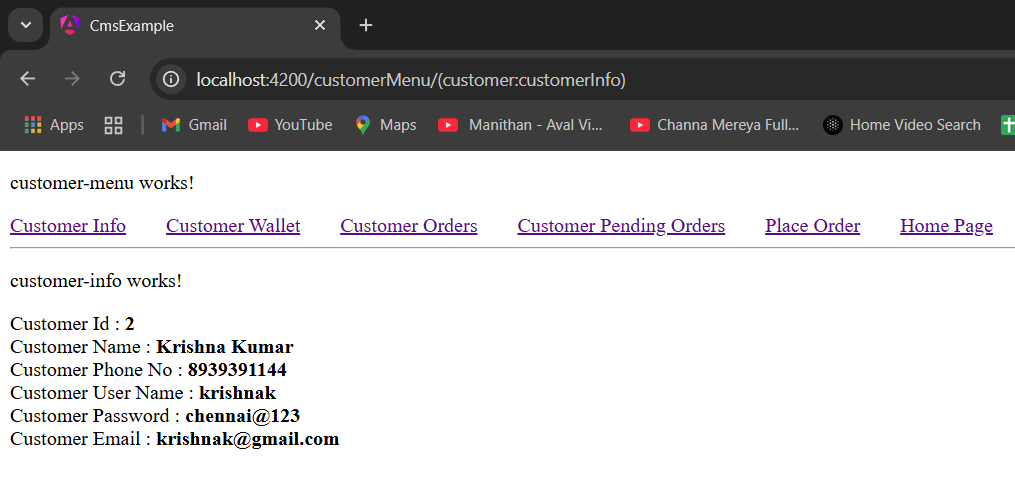 CmsExample
localhost:4200/customerMenu/(customer:customerInfo)
Apps Gmail YouTube Maps Manithan - Aval Vi... Channa Mereya Full... Home Video Search
customer-menu works!
Customer Info Customer Wallet Customer Orders Customer Pending Orders Place Order Home Page
customer-info works!
Customer Id : 2
Customer Name : Krishna Kumar
Customer Phone No : 8939391144
Customer User Name : krishnak
Customer Password : chennai@123
Customer Email : krishnak@gmail.com